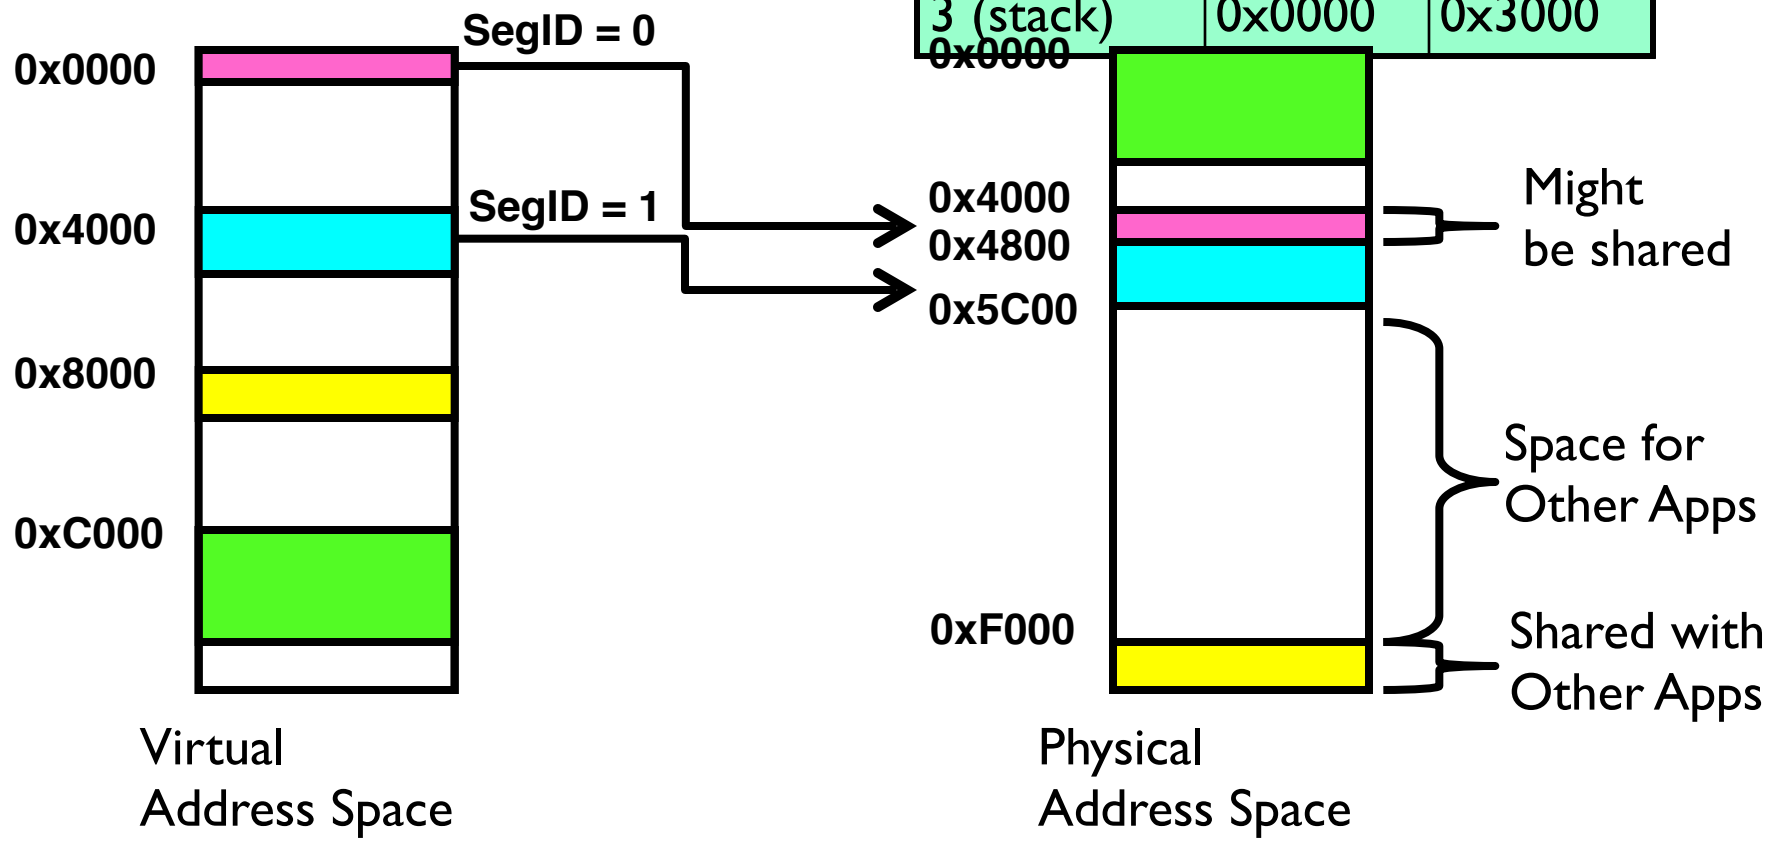 3 (stack) 0x0000 0x3000
SegID = 0
0x0000
0x4000
0x8000
0xC000
SegID = 1
Virtual
Address Space
0x0000
0x4000
0x4800
0x5C00
0xF000
Physical
Address Space
Might
be shared
Space for
Other Apps
Shared with
Other Apps